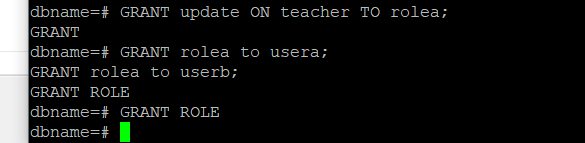 dbname=# GRANT update ON teacher TO rolea;
GRANT
dbname=# GRANT rolea to usera;
GRANT rolea to userb;
GRANT ROLE
dbname=# GRANT ROLE
dbname=#